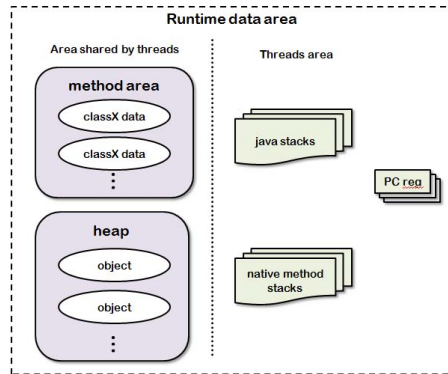 Runtime data area
Area shared by threads
Threads area
method area
classX data
classX data
java stacks
PC reg
heap
object
object
native method
stacks